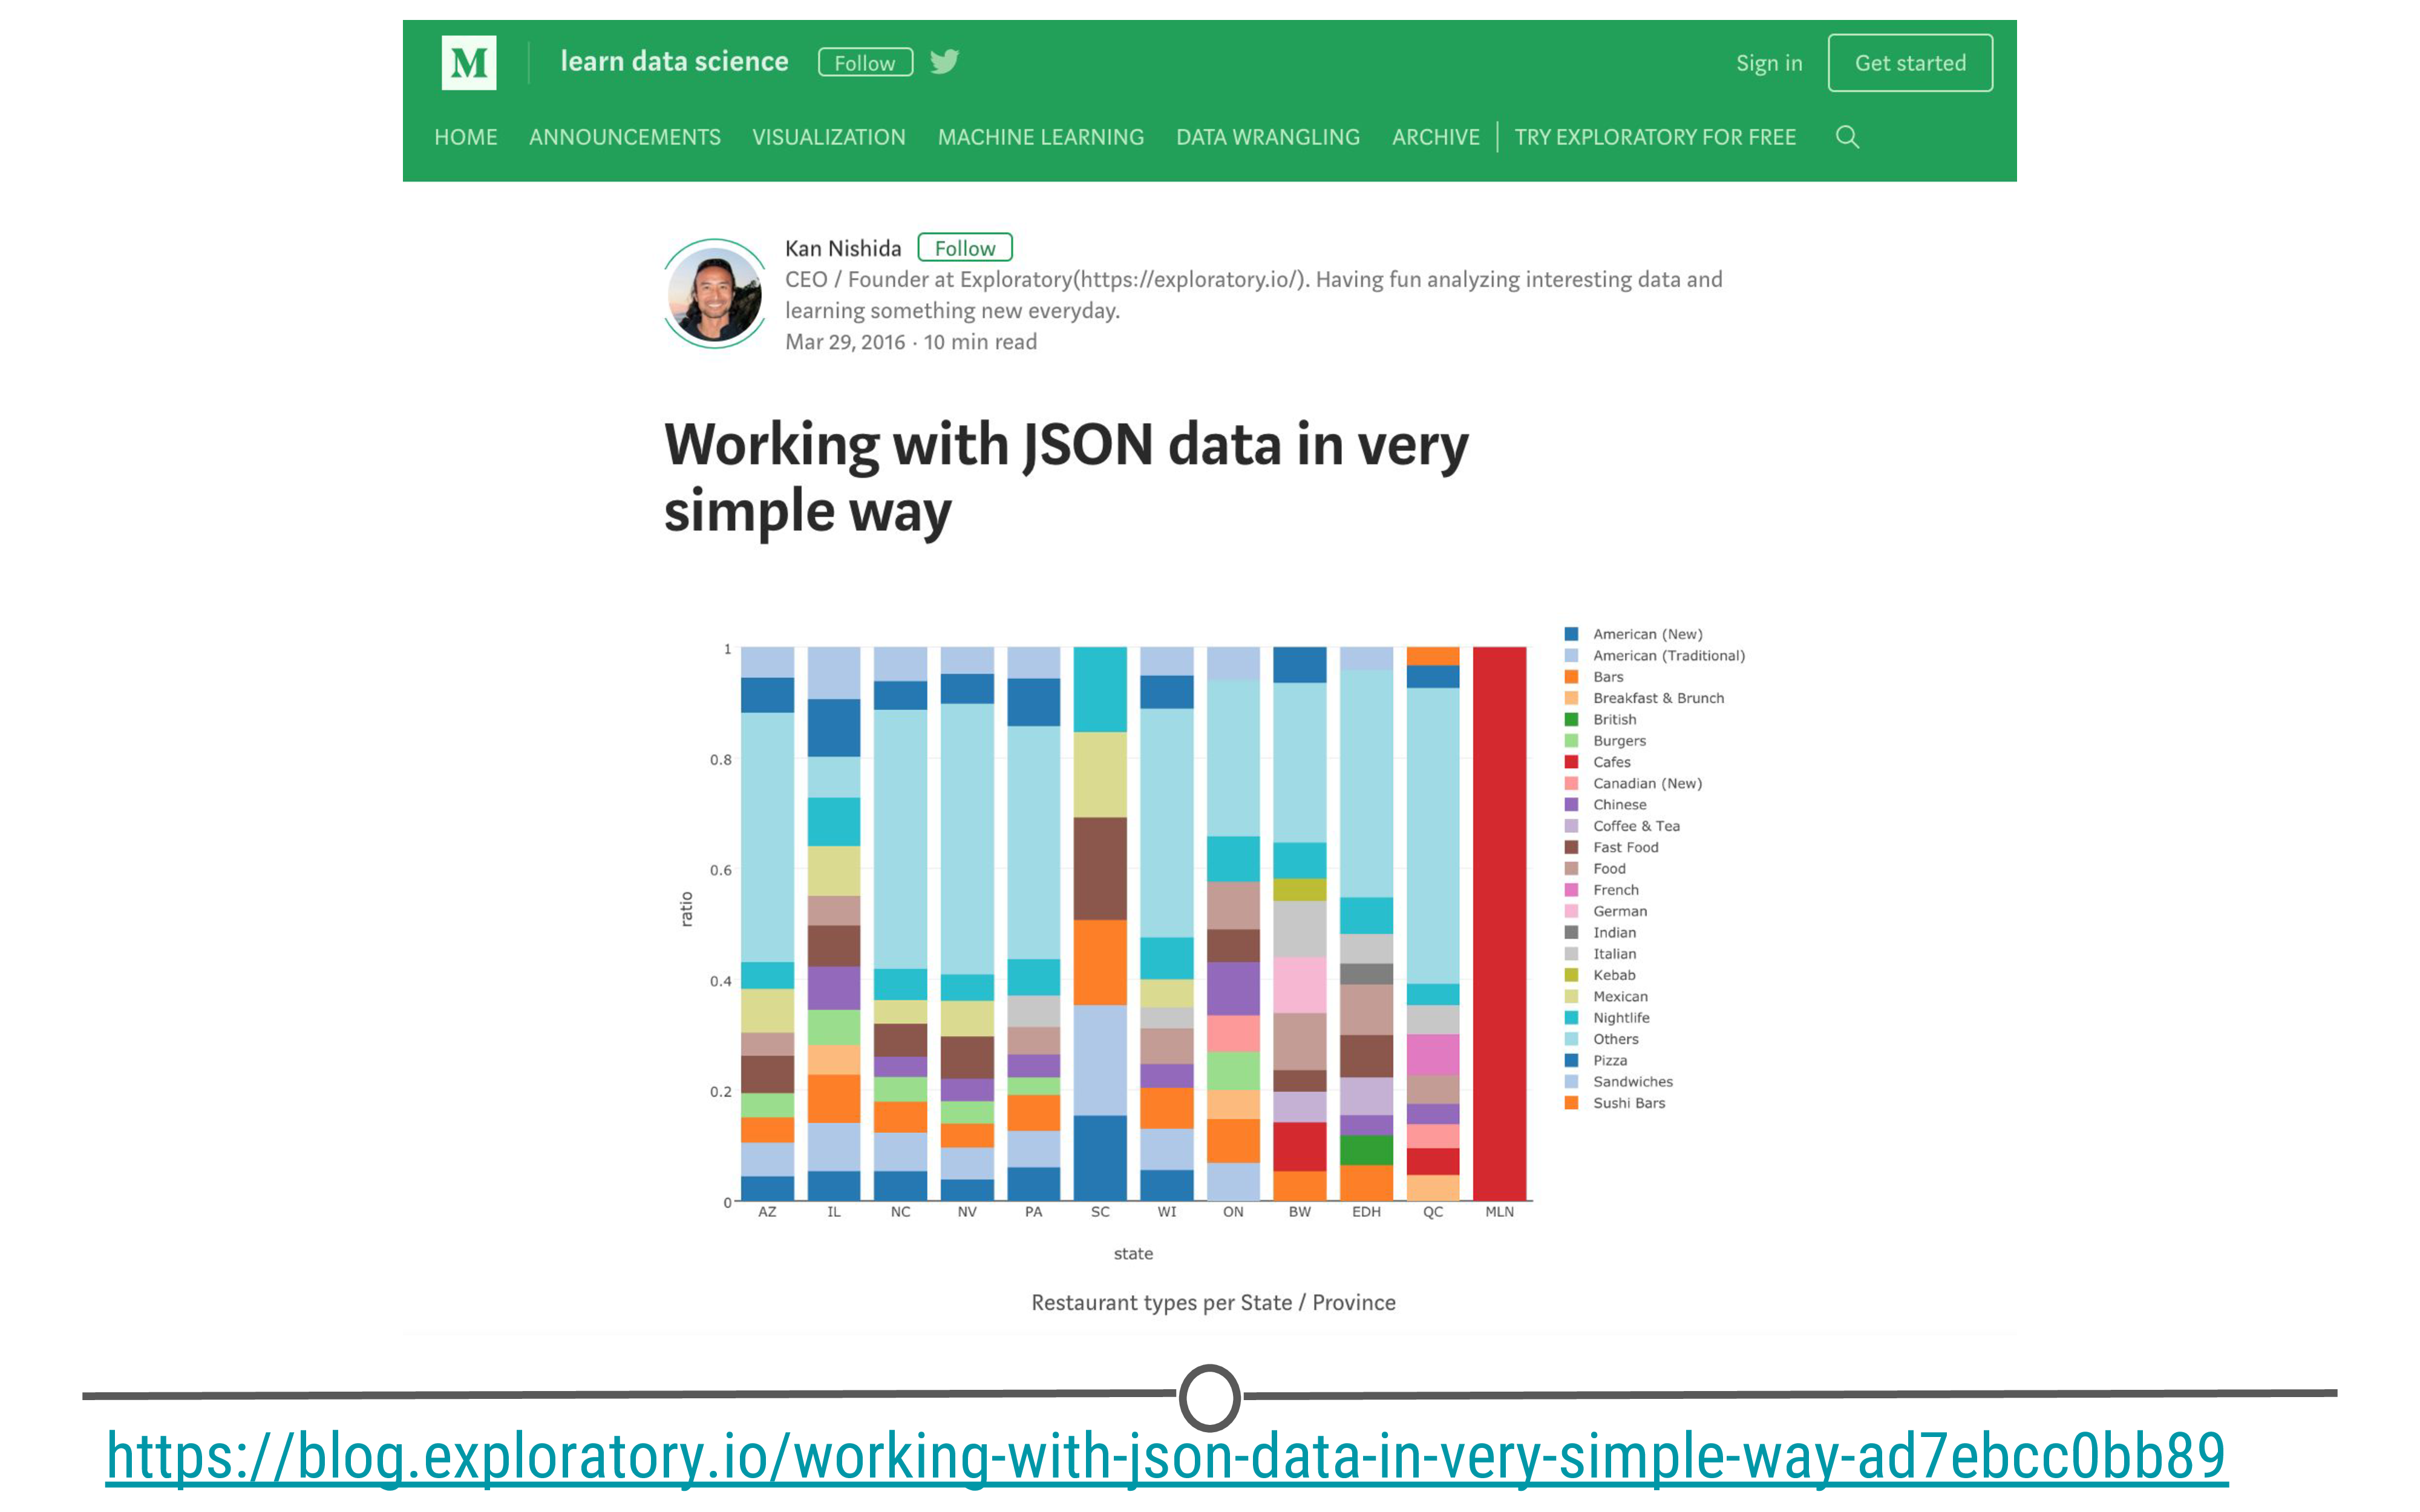 M learn data science Follow Sign in Get started
HOME ANNOUNCEMENTS VISUALIZATION MACHINE LEARNING DATA WRANGLING ARCHIVE TRY EXPLORATORY FOR FREE
Kan Nishida Follow
CEO / Founder at Exploratory(https://exploratory.io/). Having fun analyzing interesting data and
learning something new everyday.
Mar 29, 2016 · 10 min read
Working with JSON data in very
simple way
1
0.8
0.6
0.4
0.2
0
ratio
AZ IL NC NV PA SC WI ON BW EDH QC MLN
state
American (New)
American (Traditional)
Bars
Breakfast & Brunch
British
Burgers
Cafes
Canadian (New)
Chinese
Coffee & Tea
Fast Food
Food
French
German
Indian
Italian
Kebab
Mexican
Nightlife
Others
Pizza
Sandwiches
Sushi Bars
Restaurant types per State / Province
https://blog.exploratory.io/working-with-json-data-in-very-simple-way-ad7ebcc0bb89